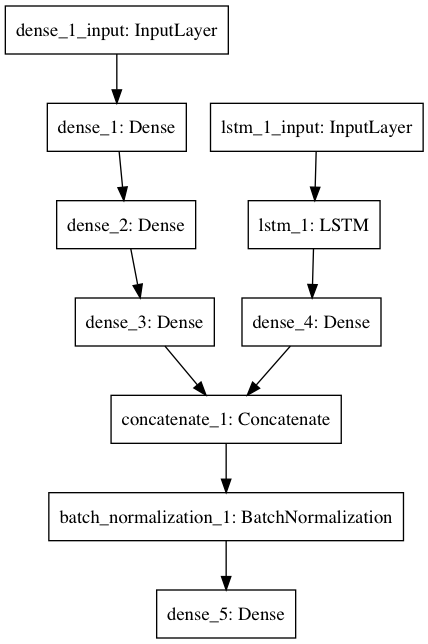 dense_1_input: InputLayer
dense_1: Dense
lstm_1_input: InputLayer
dense_2: Dense
lstm_1: LSTM
dense_3: Dense
dense_4: Dense
concatenate_1: Concatenate
batch_normalization_1: BatchNormalization
dense_5: Dense